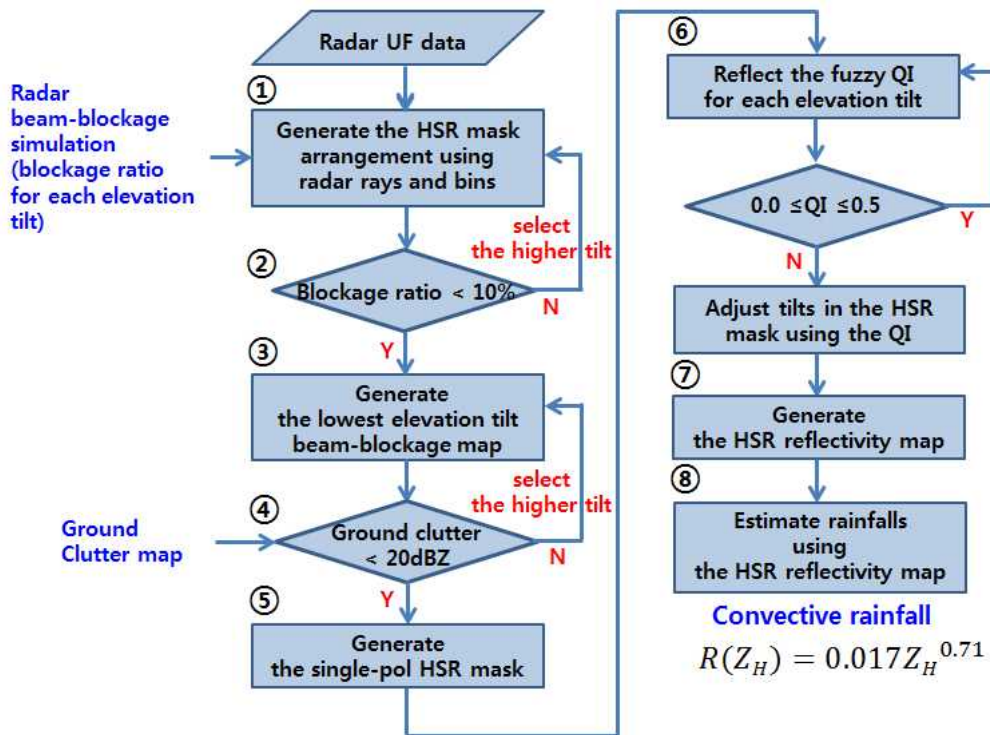 Radar UF data
①
Radar
beam-blockage
simulation
(blockage ratio
for each elevation
tilt)
Generate the HSR mask
arrangement using
radar rays and bins
select
the higher tilt
②
Blockage ratio < 10%
N
Y
③
Generate
the lowest elevation tilt
beam-blockage map
select
the higher tilt
④
Ground
Clutter map
Ground clutter
< 20dBZ
N
Y
⑤
Generate
the single-pol HSR mask
⑥
Reflect the fuzzy QI
for each elevation tilt
0.0 ≤QI ≤0.5
Y
N
Adjust tilts in the HSR
mask using the QI
⑦
Generate
the HSR reflectivity map
⑧
Estimate rainfalls
using
the HSR reflectivity map
Convective rainfall
R(Z_H) = 0.017Z_H^0.71